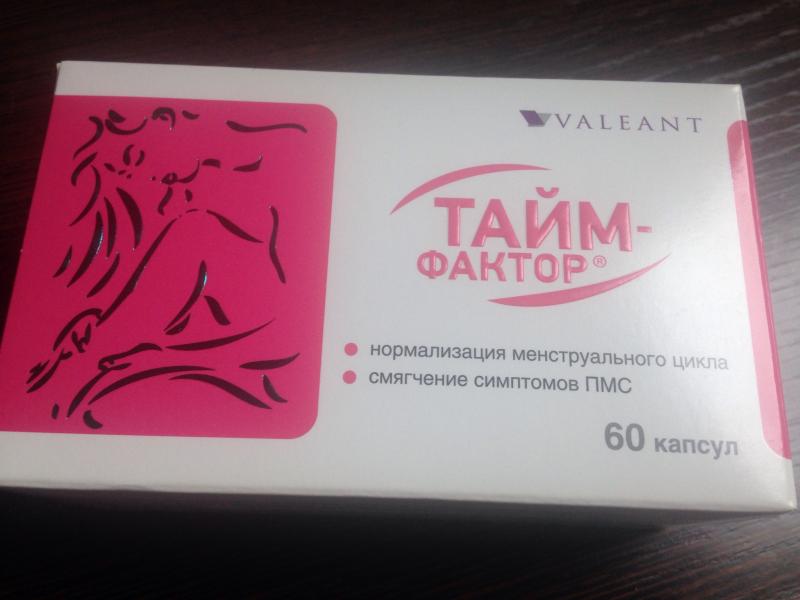 VALEANT
ТАЙМ-
ФАКТОР®
• нормализация менструального цикла
• смягчение симптомов ПМС
60 капсул